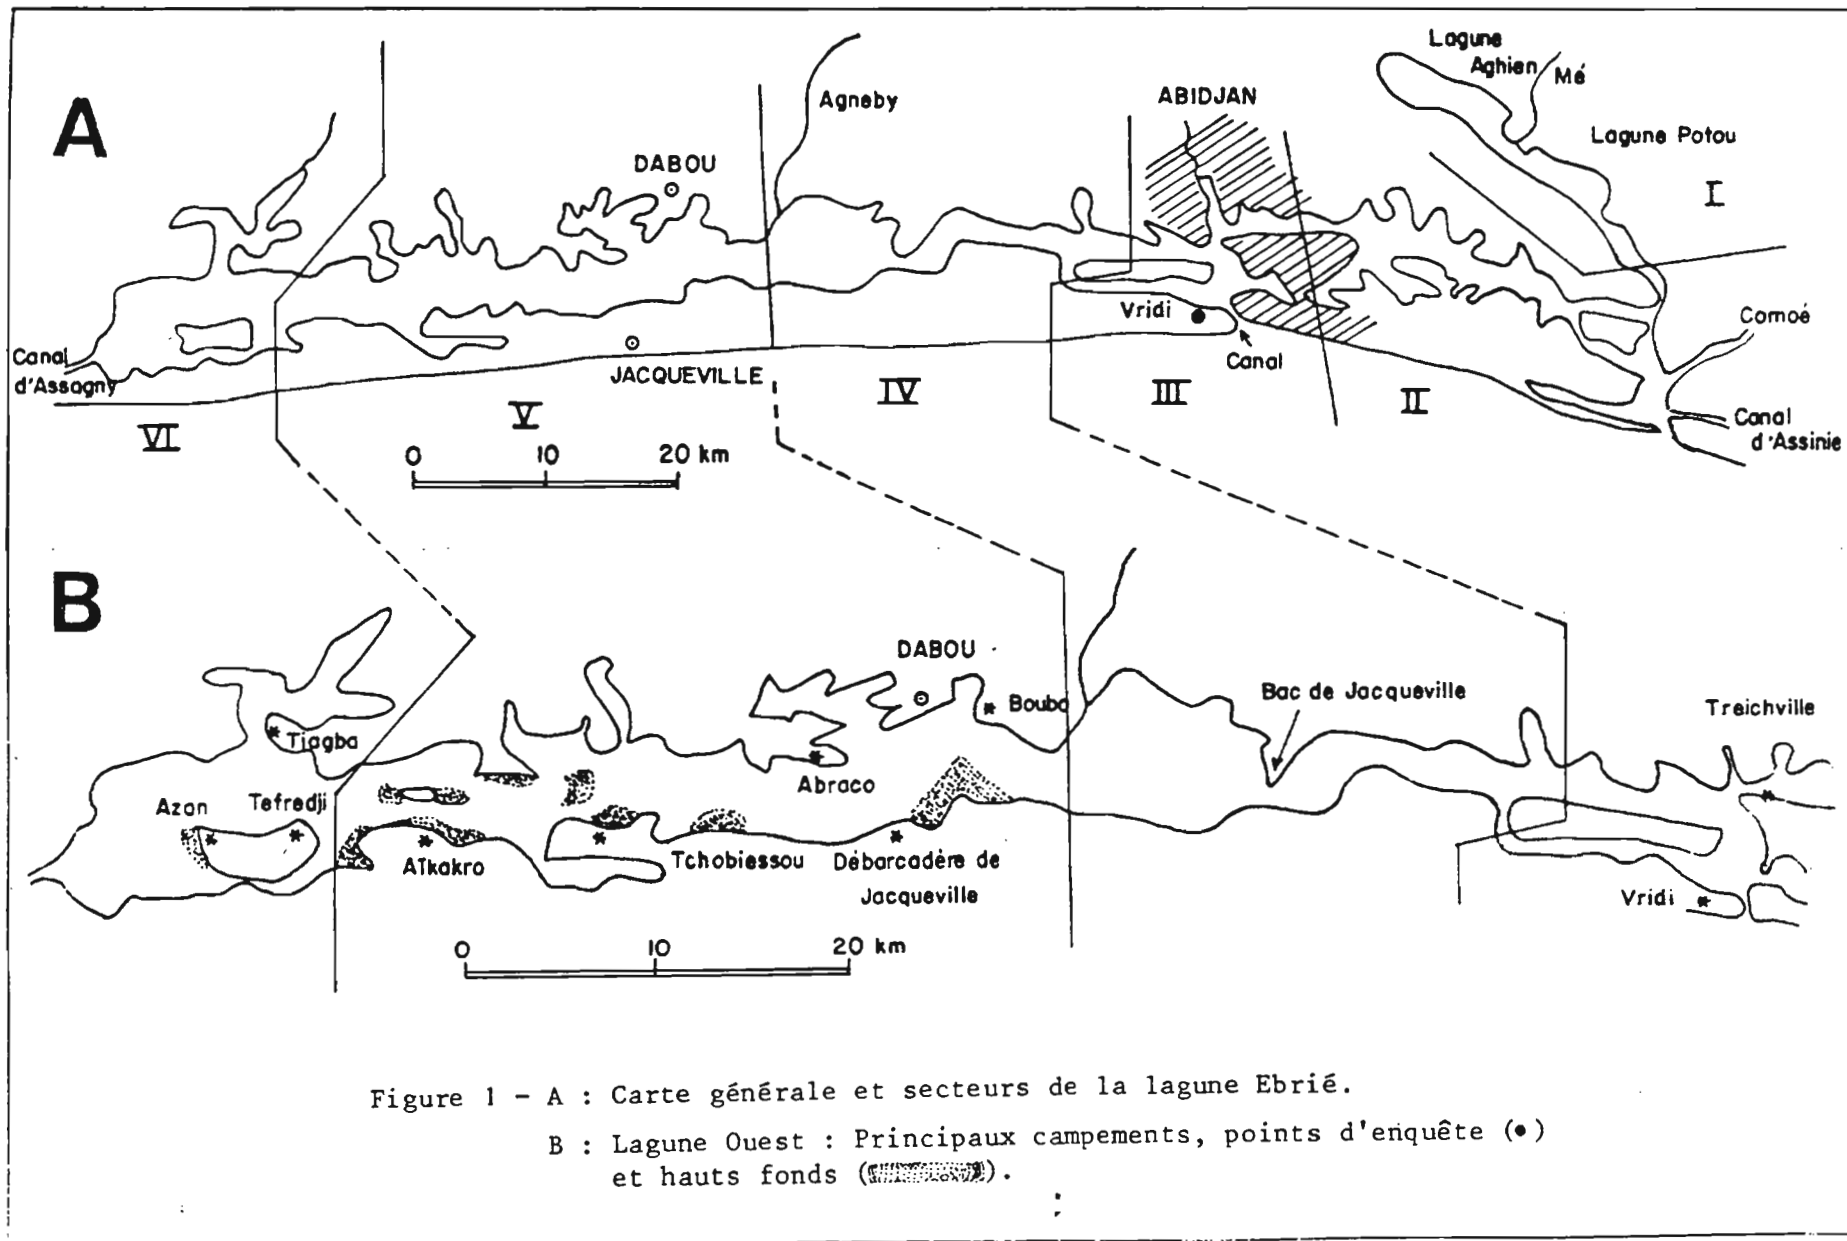 A
Lagune
Aghien
Mé
Agneby
ABIDJAN
Lagune Potou
I
DABOU
Vridi
Comoé
Canal
d'Assagny
Canal
JACQUEVILLE
IV
III
II
Canal
d'Assinie
VI
V
0 10 20 km
B
DABOU
Boubo
Bac de Jacqueville
Treichville
Tiagba
Abraco
Azan
Tefredji
Aïkakro
Tchobiessou
Débarcadère de
Jacqueville
Vridi
0 10 20 km
Figure 1 - A : Carte générale et secteurs de la lagune Ebrié.
B : Lagune Ouest : Principaux campements, points d'enquête (●)
et hauts fonds ( ).